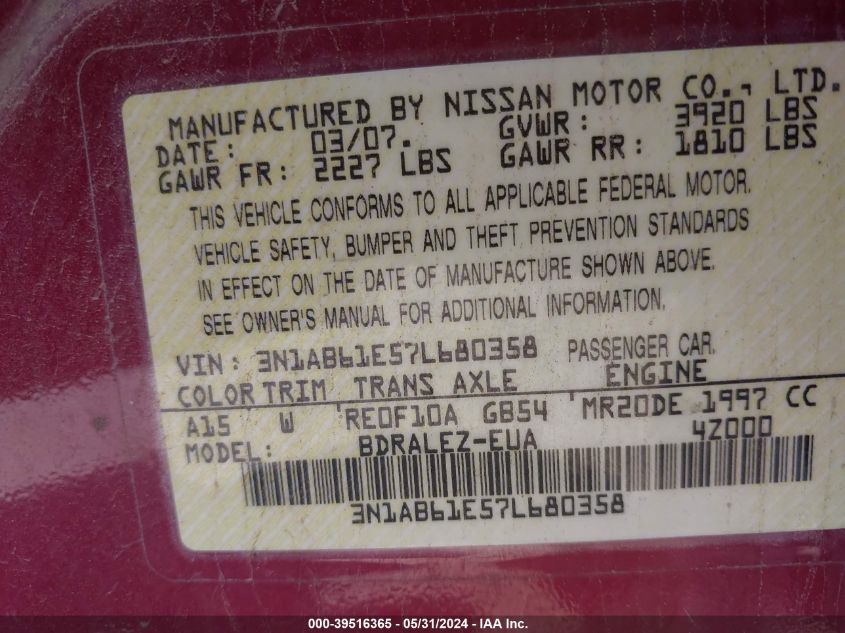 MANUFACTURED BY NISSAN MOTOR CO., LTD.
DATE: 03/07. GVWR: 3920 LBS
GAWR FR: 2227 LBS GAWR RR: 1810 LBS
THIS VEHICLE CONFORMS TO ALL APPLICABLE FEDERAL MOTOR.
VEHICLE SAFETY, BUMPER AND THEFT PREVENTION STANDARDS
IN EFFECT ON THE DATE OF MANUFACTURE SHOWN ABOVE.
SEE OWNER'S MANUAL FOR ADDITIONAL INFORMATION.
VIN: 3N1AB61E57L680358 PASSENGER CAR.
COLOR TRIM TRANS AXLE ENGINE
A15 W 'RE0F10A GB54 'MR20DE 1997 CC
MODEL: BDRALEZ-EUA 4Z000
3N1AB61E57L680358
000-39516365 - 05/31/2024 - IAA Inc.